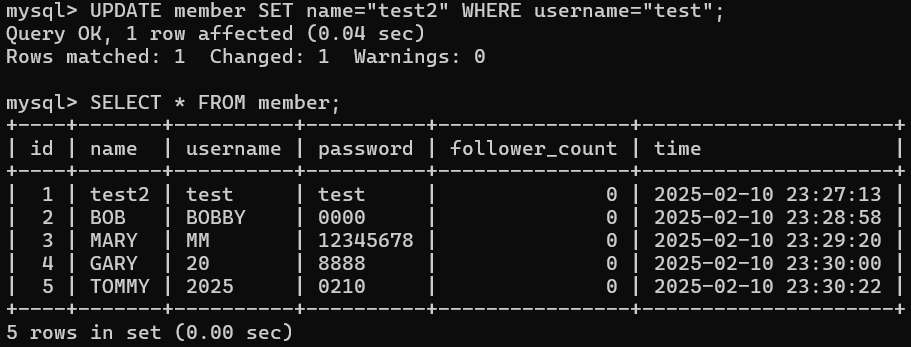 mysql> UPDATE member SET name="test2" WHERE username="test";
Query OK, 1 row affected (0.04 sec)
Rows matched: 1  Changed: 1  Warnings: 0

mysql> SELECT * FROM member;
+----+-------+----------+----------+----------------+---------------------+
| id | name  | username | password | follower_count | time                |
+----+-------+----------+----------+----------------+---------------------+
|  1 | test2 | test     | test     |              0 | 2025-02-10 23:27:13 |
|  2 | BOB   | BOBBY    | 0000     |              0 | 2025-02-10 23:28:58 |
|  3 | MARY  | MM       | 12345678 |              0 | 2025-02-10 23:29:20 |
|  4 | GARY  | 20       | 8888     |              0 | 2025-02-10 23:30:00 |
|  5 | TOMMY | 2025     | 0210     |              0 | 2025-02-10 23:30:22 |
+----+-------+----------+----------+----------------+---------------------+
5 rows in set (0.00 sec)